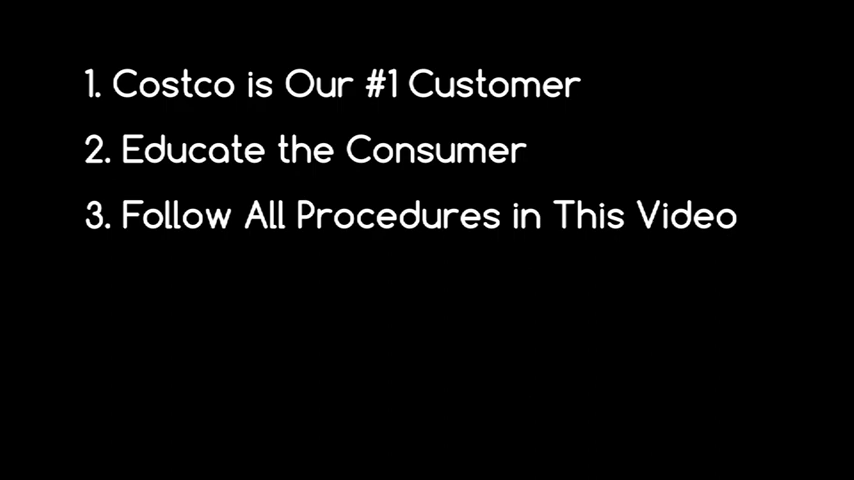 1. Costco is Our #1 Customer
2. Educate the Consumer
3. Follow All Procedures in This Video